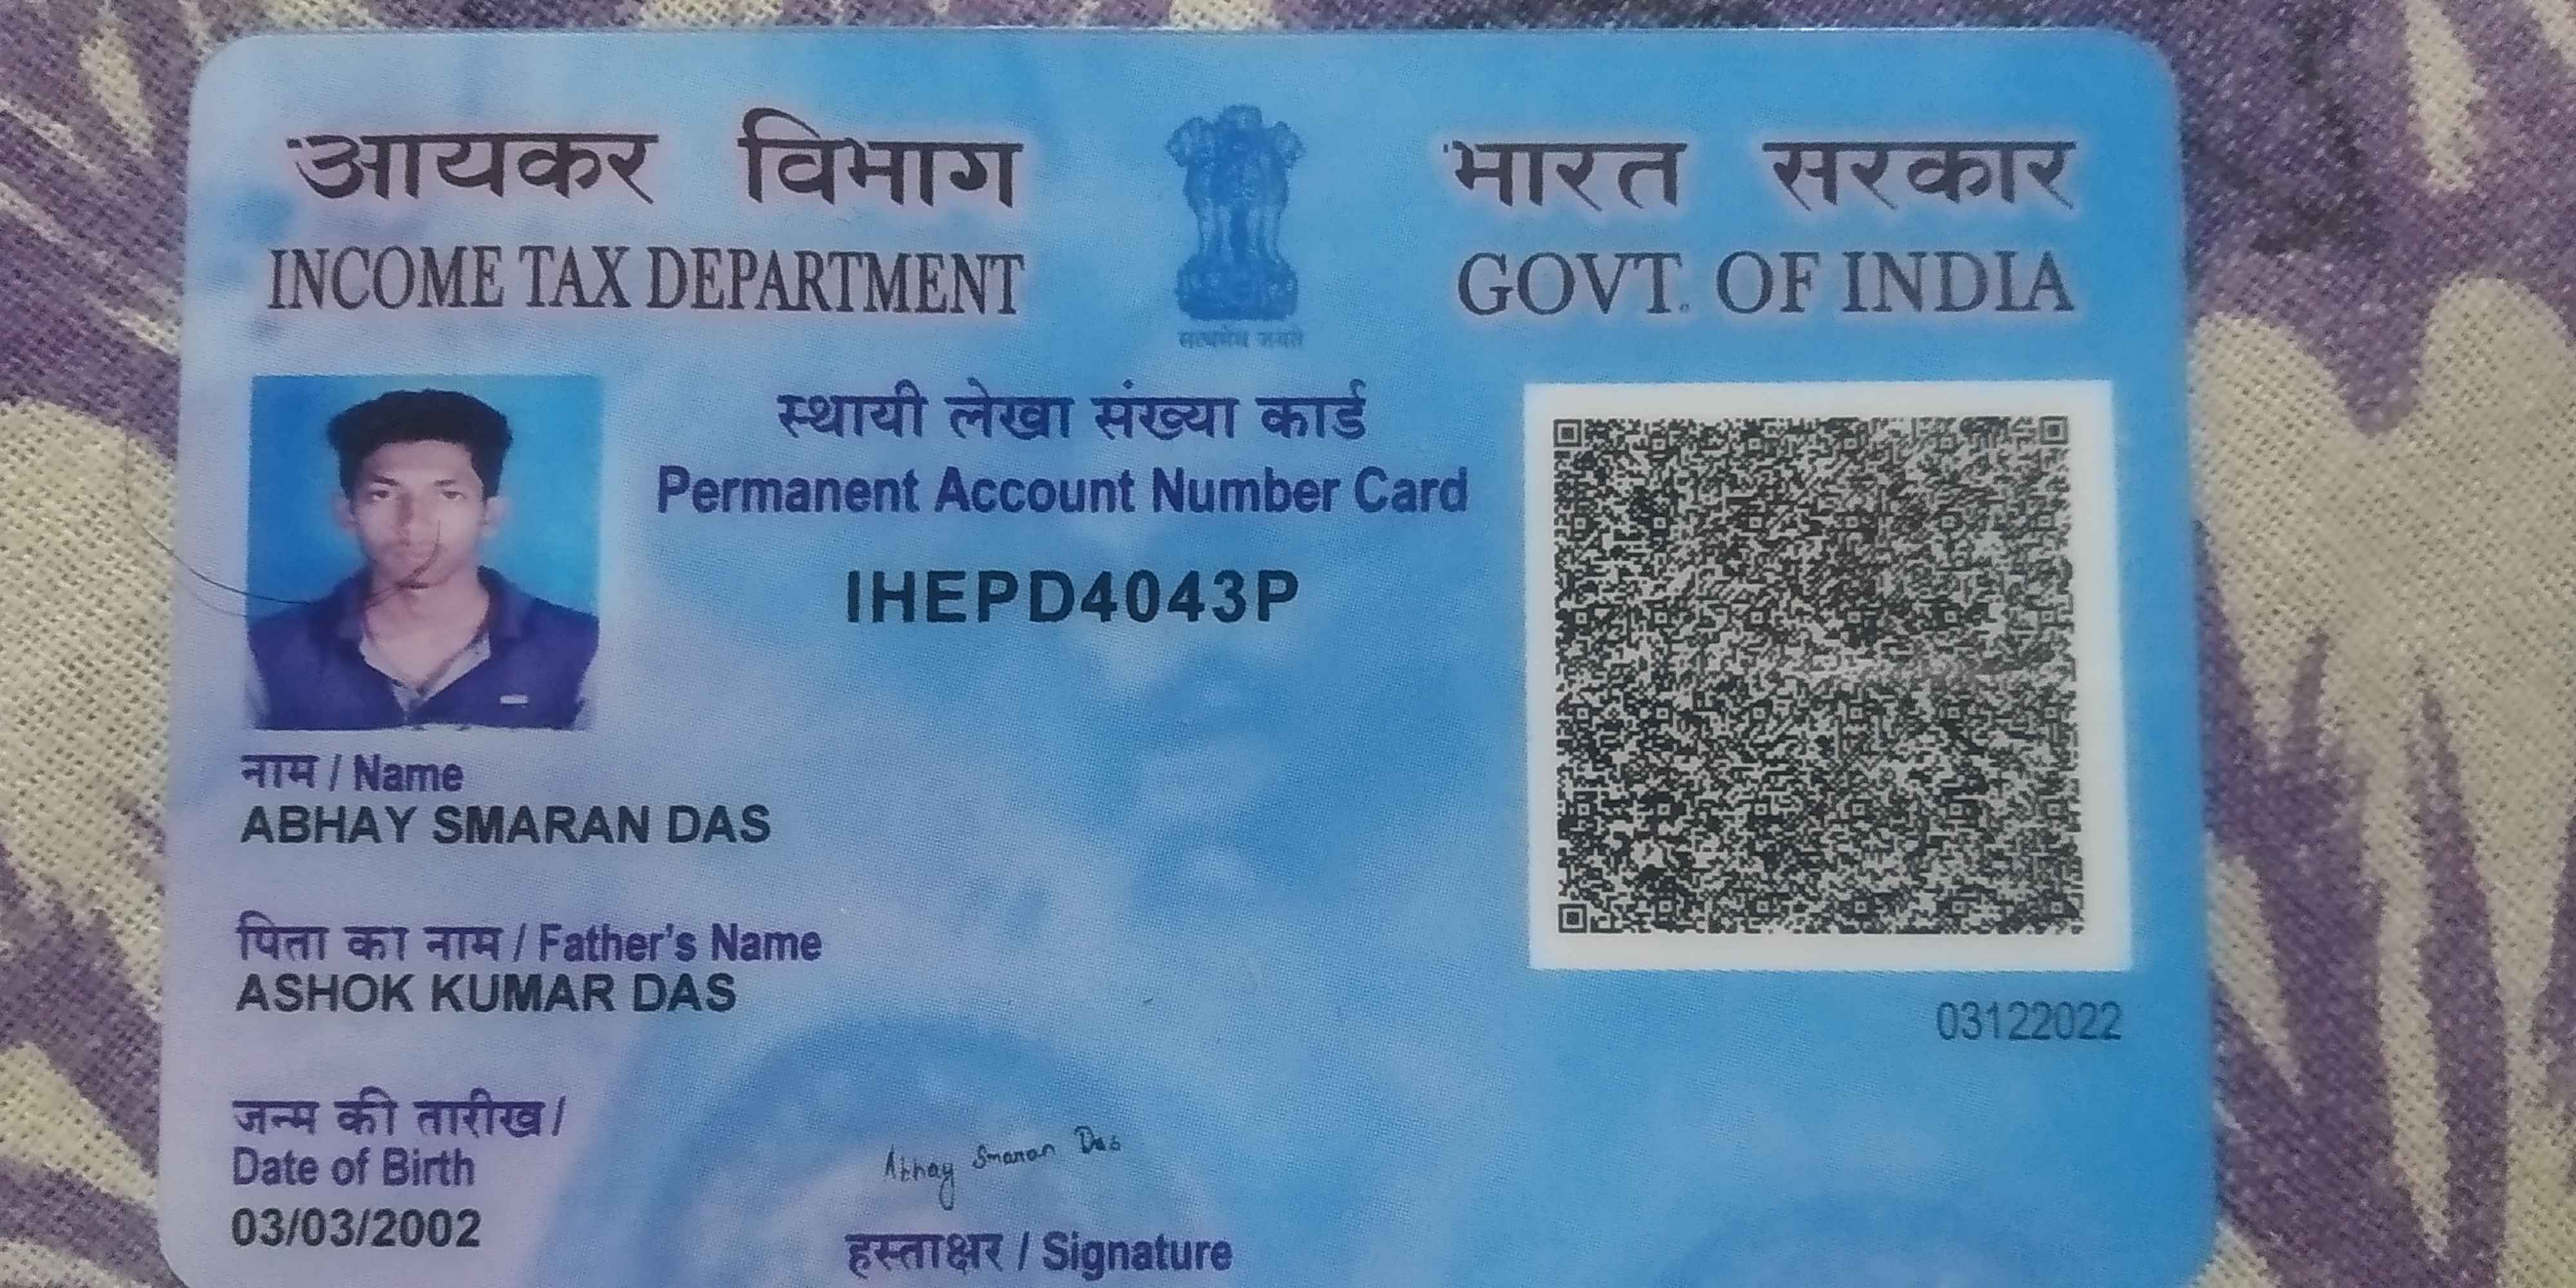 आयकर विभाग
INCOME TAX DEPARTMENT
सत्यमेव जयते
भारत सरकार
GOVT. OF INDIA
स्थायी लेखा संख्या कार्ड
Permanent Account Number Card
IHEPD4043P
नाम / Name
ABHAY SMARAN DAS
पिता का नाम / Father's Name
ASHOK KUMAR DAS
03122022
जन्म की तारीख /
Date of Birth
03/03/2002
Abhay Smaran Das
हस्ताक्षर / Signature